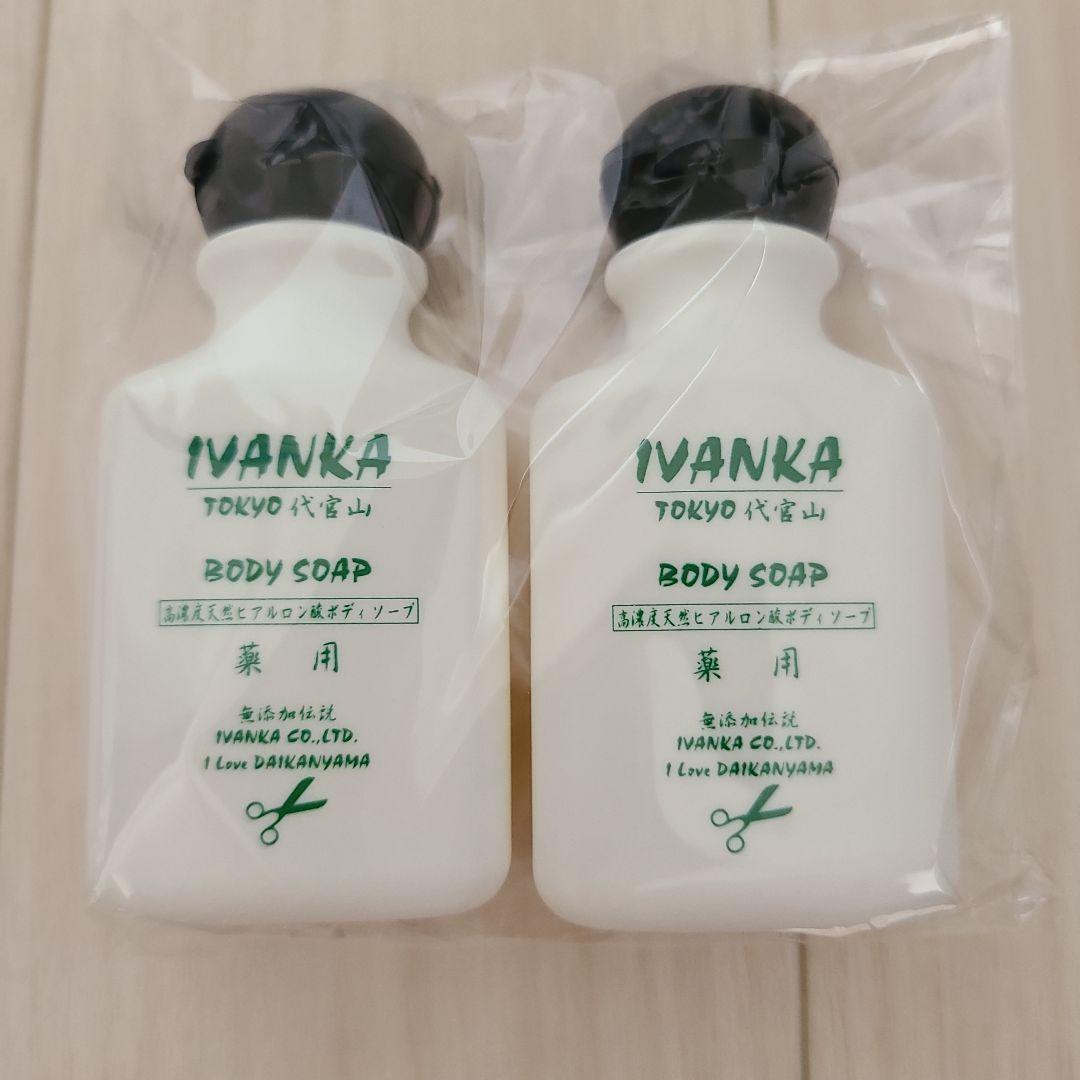 IVANKA
TOKYO 代官山
BODY SOAP
高濃度天然ヒアルロン酸ボディソープ
薬 用
無添加伝説
IVANKA CO.,LTD.
I Love DAIKANYAMA
IVANKA
TOKYO 代官山
BODY SOAP
高濃度天然ヒアルロン酸ボディソープ
薬 用
無添加伝説
IVANKA CO.,LTD.
I Love DAIKANYAMA